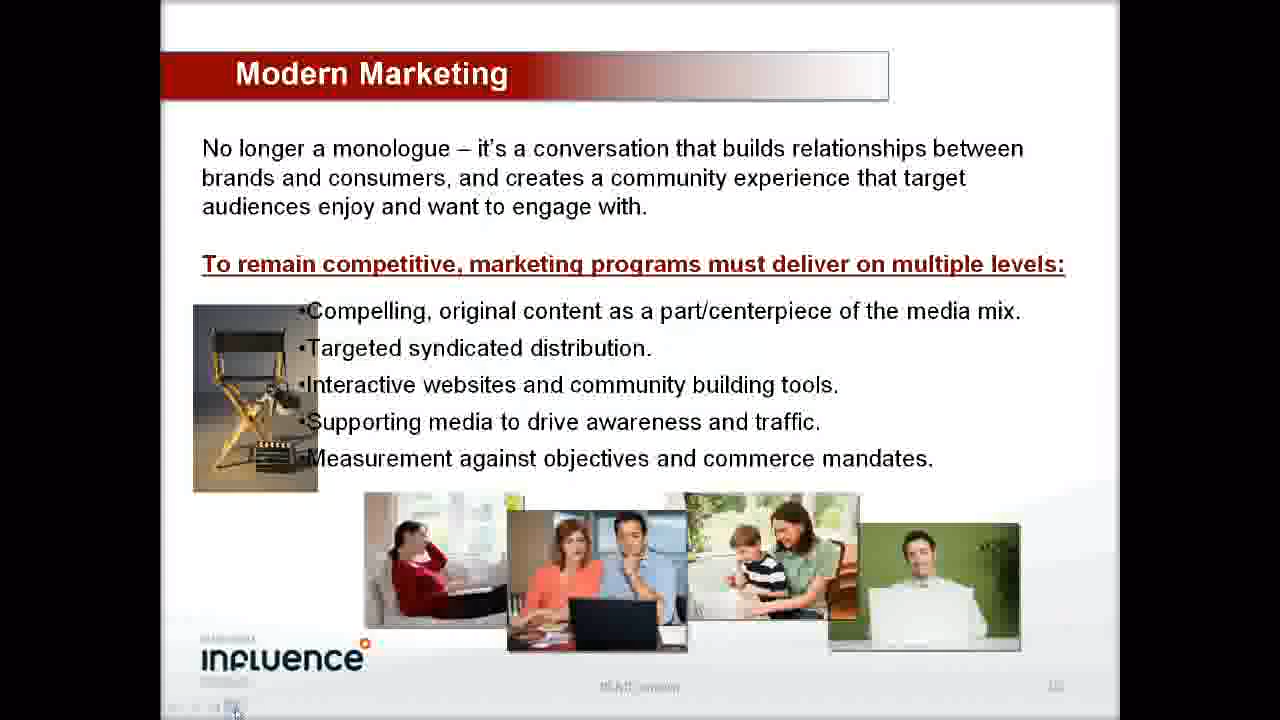 Modern Marketing
No longer a monologue – it's a conversation that builds relationships between
brands and consumers, and creates a community experience that target
audiences enjoy and want to engage with.
To remain competitive, marketing programs must deliver on multiple levels:
•Compelling, original content as a part/centerpiece of the media mix.
•Targeted syndicated distribution.
•Interactive websites and community building tools.
•Supporting media to drive awareness and traffic.
•Measurement against objectives and commerce mandates.
INFLUENCE